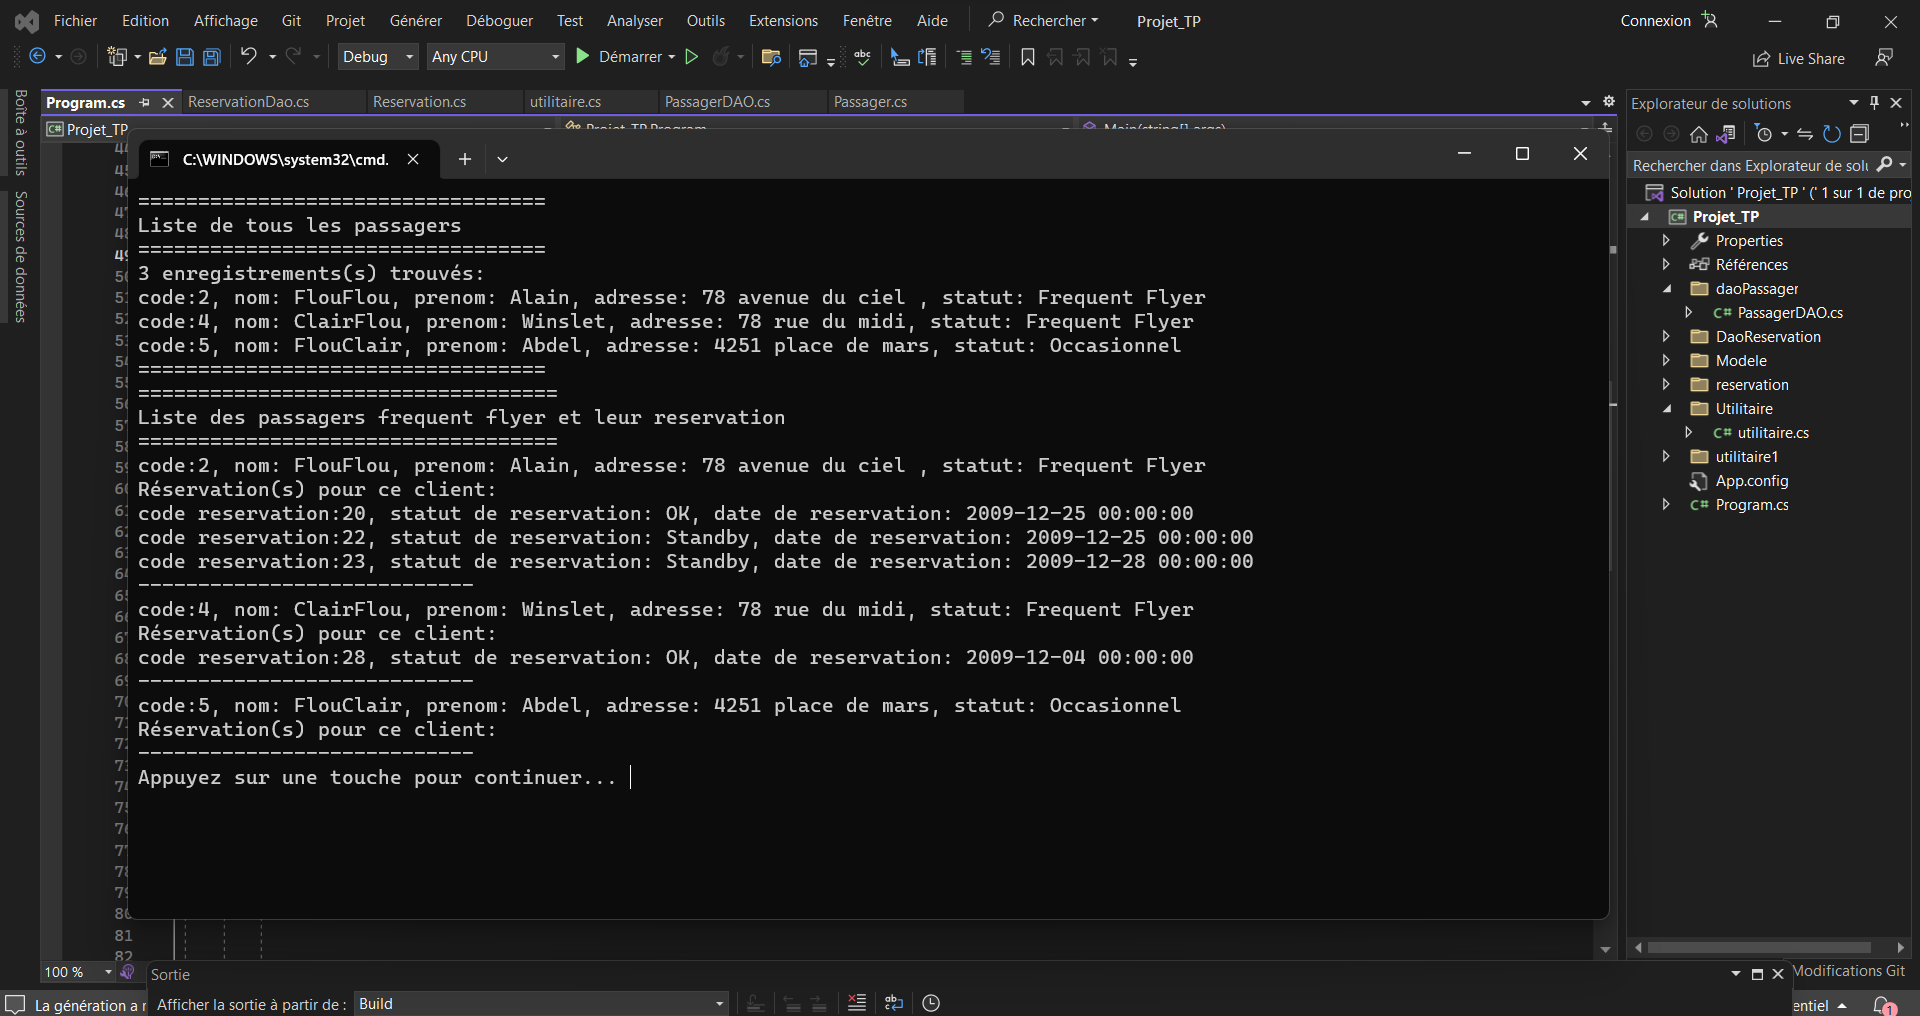 Fichier Edition Affichage Git Projet Générer Déboguer Test Analyser Outils Extensions Fenêtre Aide Rechercher Projet_TP Connexion
Debug Any CPU Démarrer Live Share
Boîte à outils
Sources de données
Program.cs ReservationDao.cs Reservation.cs utilitaire.cs PassagerDAO.cs Passager.cs
C# Projet_TP Projet_TP.Program Main(string[] args)
C:\WINDOWS\system32\cmd.
==================================
Liste de tous les passagers
==================================
3 enregistrements(s) trouvés:
code:2, nom: FlouFlou, prenom: Alain, adresse: 78 avenue du ciel , statut: Frequent Flyer
code:4, nom: ClairFlou, prenom: Winslet, adresse: 78 rue du midi, statut: Frequent Flyer
code:5, nom: FlouClair, prenom: Abdel, adresse: 4251 place de mars, statut: Occasionnel
==================================
===================================
Liste des passagers frequent flyer et leur reservation
===================================
code:2, nom: FlouFlou, prenom: Alain, adresse: 78 avenue du ciel , statut: Frequent Flyer
Réservation(s) pour ce client:
code reservation:20, statut de reservation: OK, date de reservation: 2009-12-25 00:00:00
code reservation:22, statut de reservation: Standby, date de reservation: 2009-12-25 00:00:00
code reservation:23, statut de reservation: Standby, date de reservation: 2009-12-28 00:00:00
----------------------------
code:4, nom: ClairFlou, prenom: Winslet, adresse: 78 rue du midi, statut: Frequent Flyer
Réservation(s) pour ce client:
code reservation:28, statut de reservation: OK, date de reservation: 2009-12-04 00:00:00
----------------------------
code:5, nom: FlouClair, prenom: Abdel, adresse: 4251 place de mars, statut: Occasionnel
Réservation(s) pour ce client:
----------------------------
Appuyez sur une touche pour continuer...
81
82
100 %
Sortie
Afficher la sortie à partir de : Build
La génération a r
Explorateur de solutions
Rechercher dans Explorateur de solu
Solution ' Projet_TP ' (' 1 sur 1 de pro
C# Projet_TP
Properties
Références
daoPassager
C# PassagerDAO.cs
DaoReservation
Modele
reservation
Utilitaire
C# utilitaire.cs
utilitaire1
App.config
C# Program.cs
Modifications Git
entiel
1